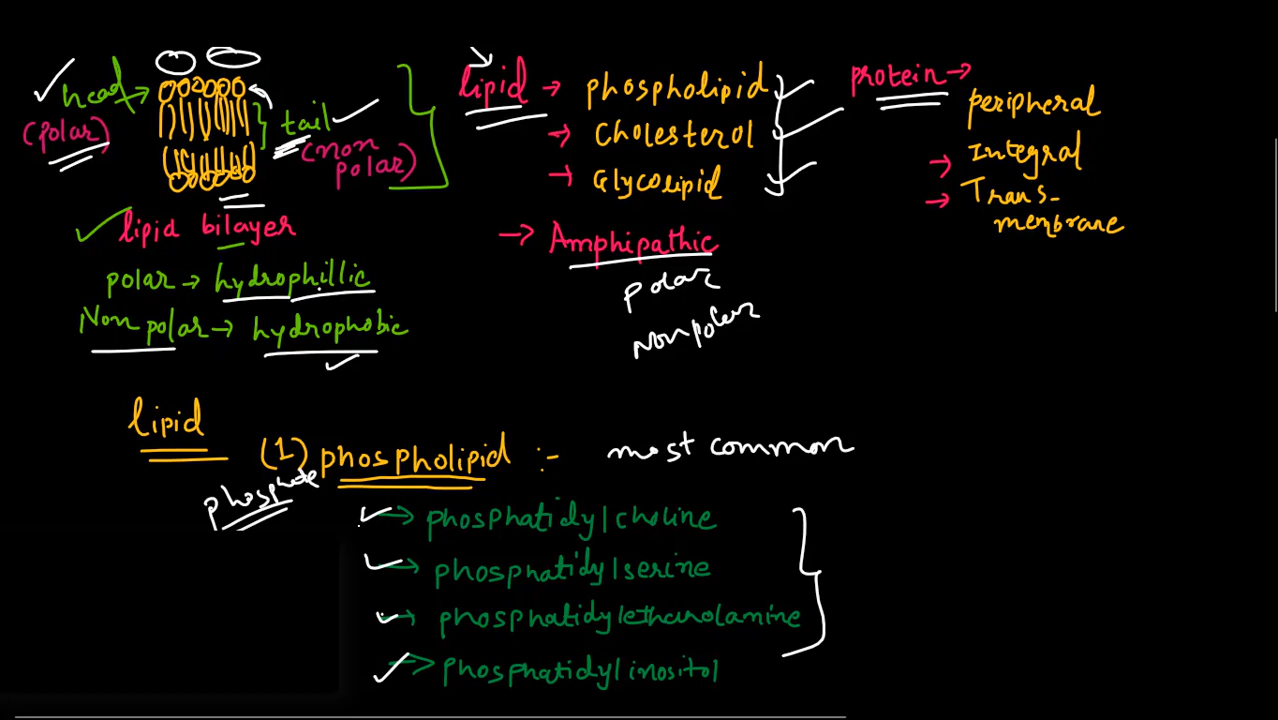 head →
(polar)
tail
(non
polar)
lipid bilayer
polar → hydrophillic
Non polar → hydrophobic
lipid → phospholipid
→ Cholesterol
→ Glycolipid
→ Amphipathic
polar
nonpolar
protein →
peripheral
→ Integral
→ Trans-
membrane
lipid
(1) phospholipid :- most common
phosphate
→ phosphatidylcholine
→ phosphatidylserine
→ phosphatidylethanolamine
→ phosphatidylinositol